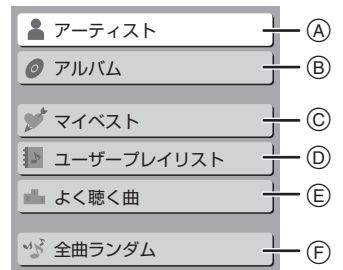 アーティスト Ⓐ
アルバム Ⓑ
マイベスト Ⓒ
ユーザープレイリスト Ⓓ
よく聴く曲 Ⓔ
全曲ランダム Ⓕ